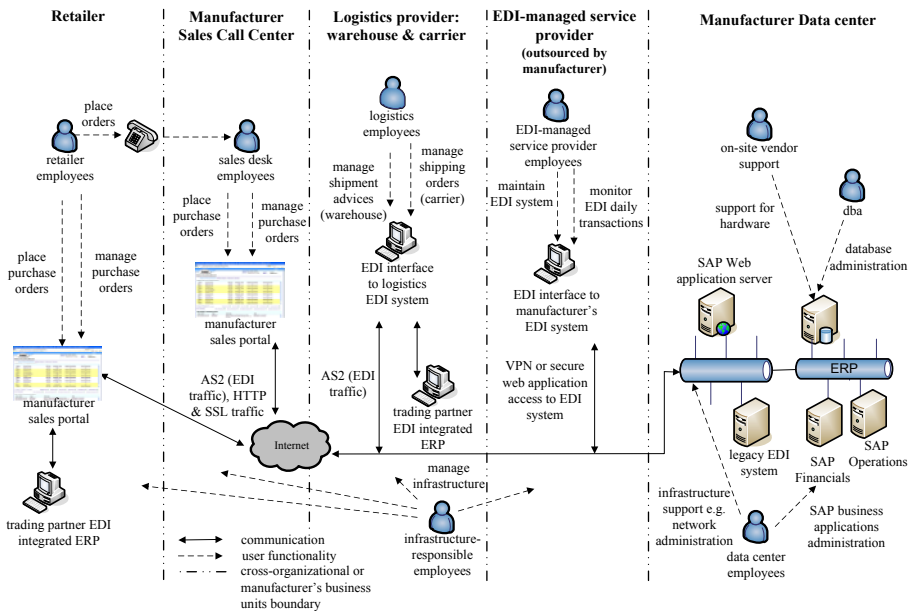 Retailer
Manufacturer
Sales Call Center
Logistics provider:
warehouse & carrier
EDI-managed service
provider
(outsourced by
manufacturer)
Manufacturer Data center
place
orders
retailer
employees
sales desk
employees
logistics
employees
EDI-managed
service provider
employees
on-site vendor
support
dba
place
purchase
orders
manage
purchase
orders
place
purchase
orders
manage
purchase
orders
manage
shipment
advices
(warehouse)
manage
shipping
orders
(carrier)
maintain
EDI system
monitor
EDI daily
transactions
support for
hardware
database
administration
SAP Web
application server
manufacturer
sales portal
manufacturer
sales portal
EDI interface
to logistics
EDI system
EDI interface to
manufacturer's
EDI system
AS2 (EDI
traffic), HTTP
& SSL traffic
AS2 (EDI
traffic)
trading partner
EDI integrated
ERP
VPN or secure
web application
access to EDI
system
ERP
Internet
legacy EDI
system
SAP
Financials
SAP
Operations
trading partner EDI
integrated ERP
manage
infrastructure
infrastructure-
responsible
employees
infrastructure
support e.g.
network
administration
data center
employees
SAP business
applications
administration
communication
user functionality
cross-organizational or
manufacturer's business
units boundary